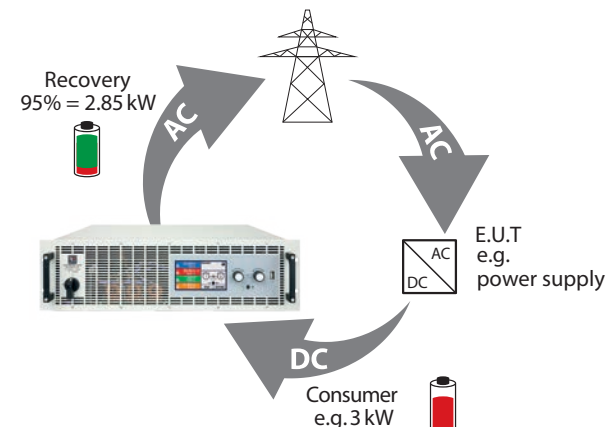 Recovery
95% = 2.85 kW
AC
AC
AC
DC
E.U.T
e.g.
power supply
DC
Consumer
e.g. 3 kW